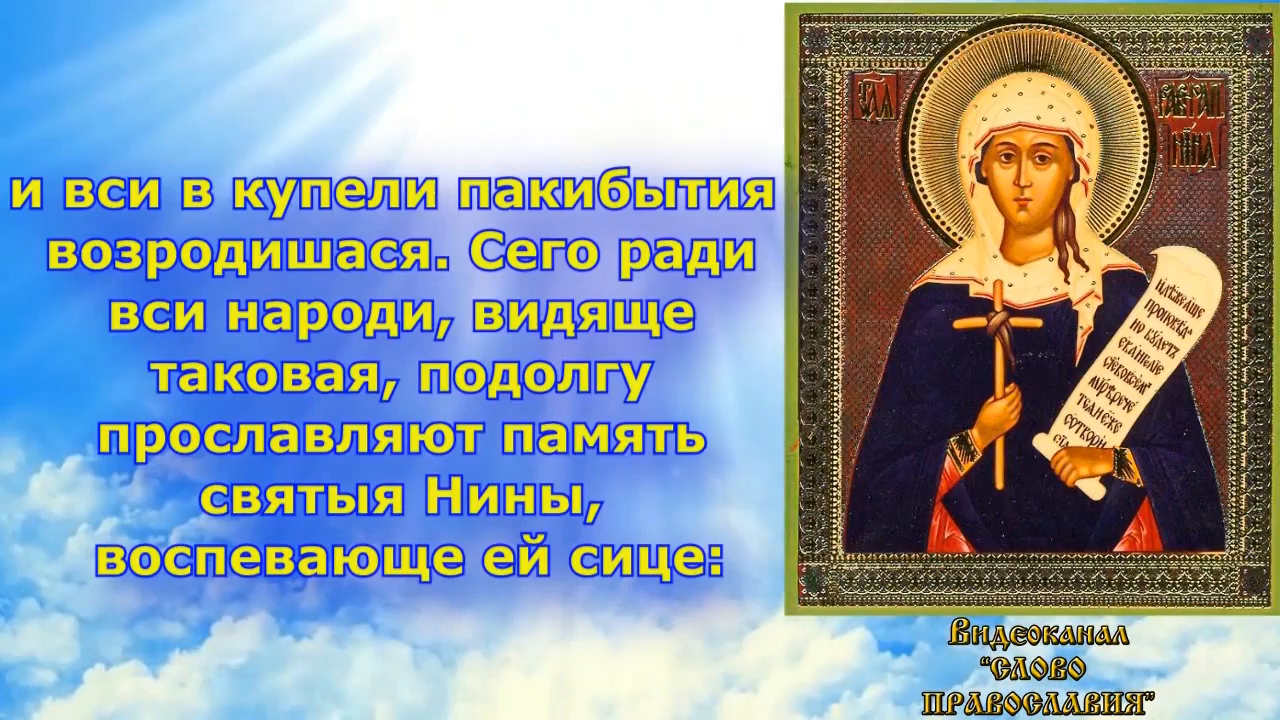 и вси в купели пакибытия
возродишася. Сего ради
вси народи, видяще
таковая, подолгу
прославляют память
святыя Нины,
воспевающе ей сице:
Видеоканал
“СЛОВО
ПРАВОСЛАВИЯ”